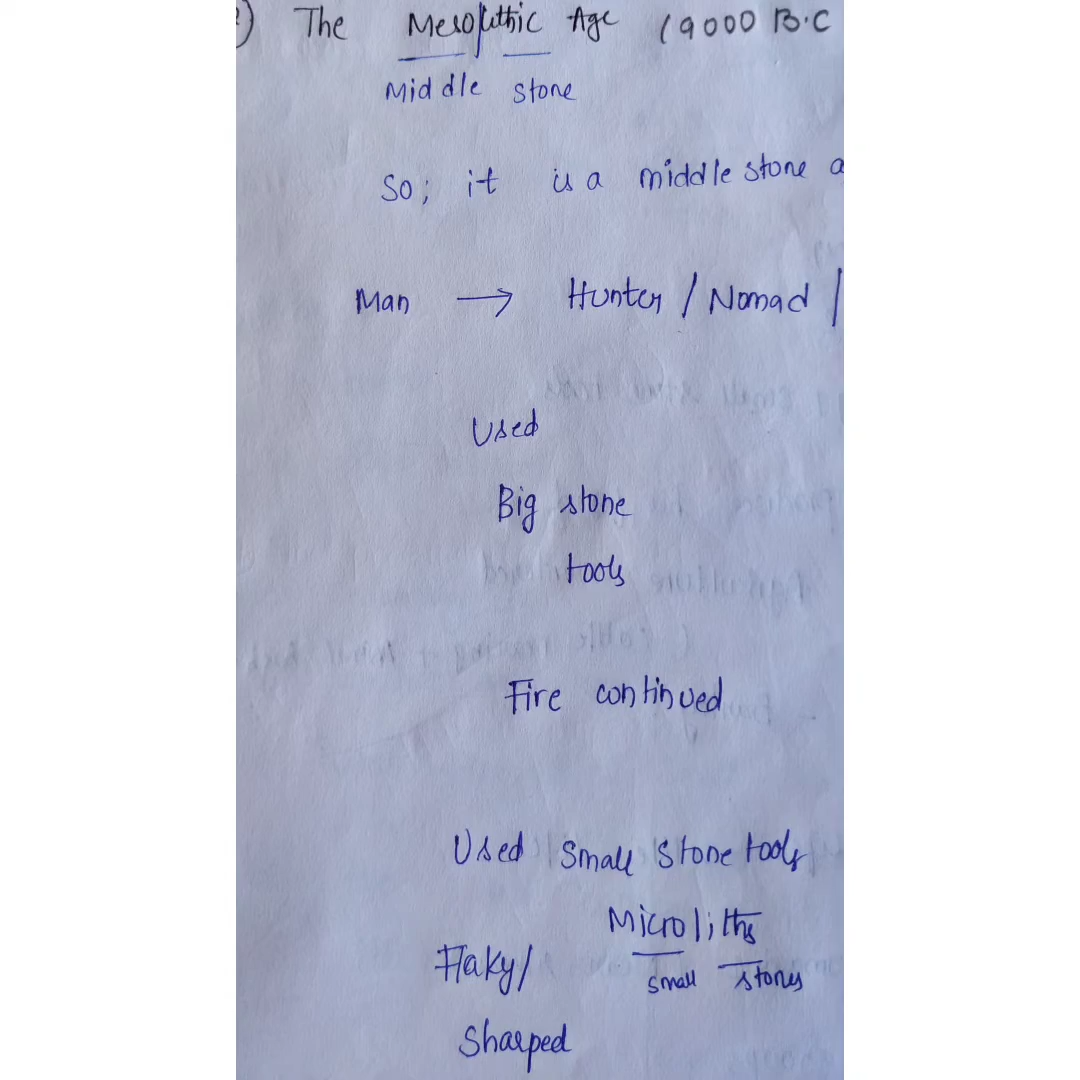 2) The Mesolithic Age (9000 B.C
Middle stone
So; it is a middle stone a
Man → Hunter / Nomad /
Used
Big stone
tools
Fire continued
Used small stone tools
Microliths
Flaky/ small stones
Sharped